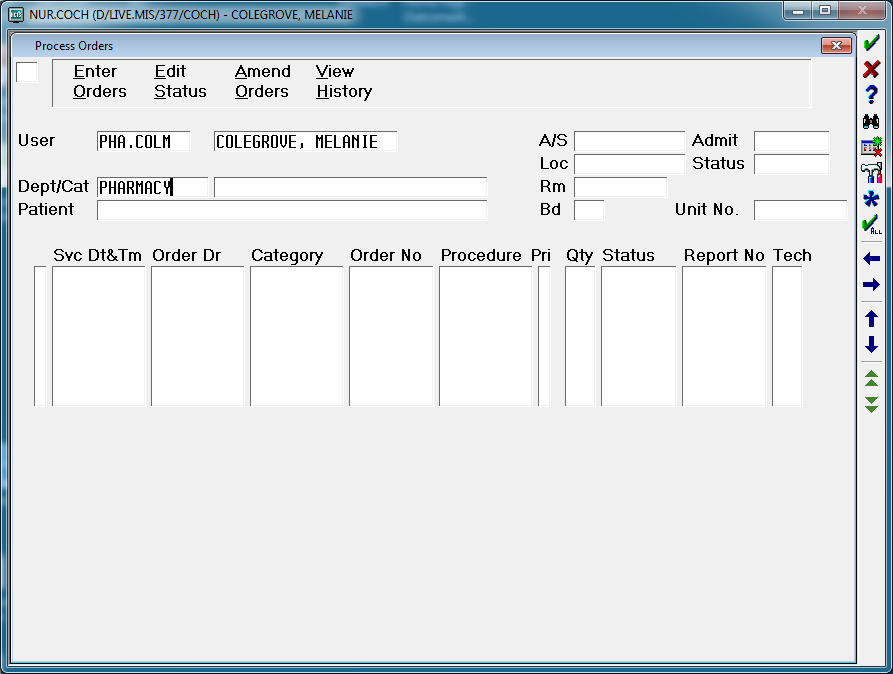 NUR.COCH (D/LIVE.MIS/377/COCH) - COLEGROVE, MELANIE
Process Orders
Enter Orders Edit Status Amend Orders View History
User PHA.COLM COLEGROVE, MELANIE A/S Admit
Loc Status
Dept/Cat PHARMACY Rm
Patient Bd Unit No.
Svc Dt&Tm Order Dr Category Order No Procedure Pri Qty Status Report No Tech
ALL